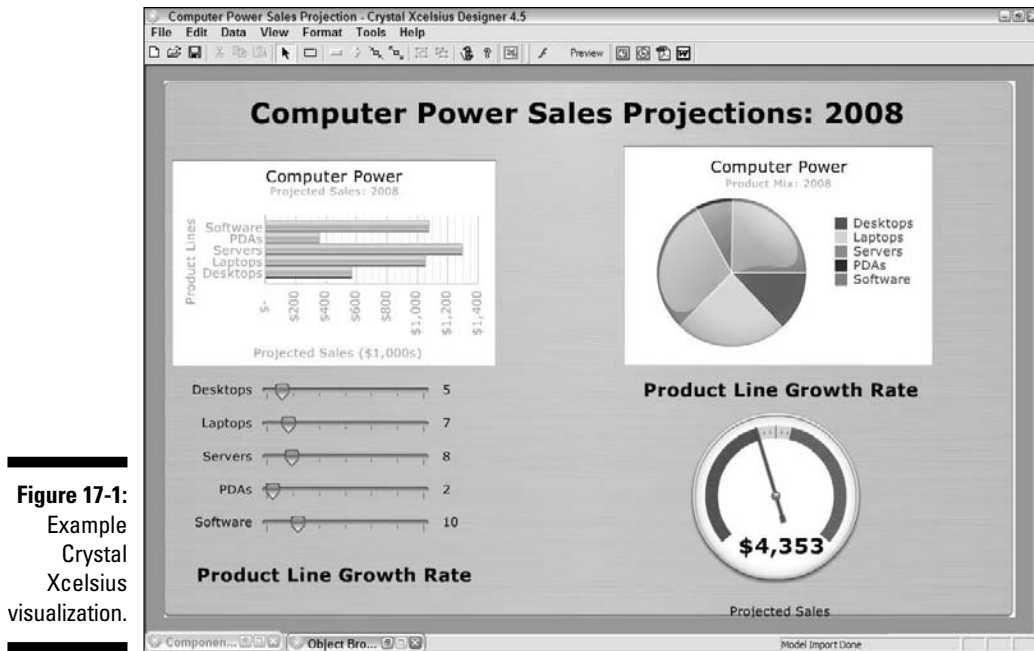 Computer Power Sales Projection - Crystal Xcelsius Designer 4.5
File Edit Data View Format Tools Help
Preview
Computer Power Sales Projections: 2008
Computer Power
Projected Sales: 2008
Product Lines
Software
PDAs
Servers
Laptops
Desktops
$-
$200
$400
$600
$800
$1,000
$1,200
$1,400
Projected Sales ($1,000s)
Computer Power
Product Mix: 2008
Desktops
Laptops
Servers
PDAs
Software
Desktops 5
Laptops 7
Servers 8
PDAs 2
Software 10
Product Line Growth Rate
Product Line Growth Rate
$4,353
Projected Sales
Componen...
Object Bro...
Model Import Done
Figure 17-1:
Example
Crystal
Xcelsius
visualization.